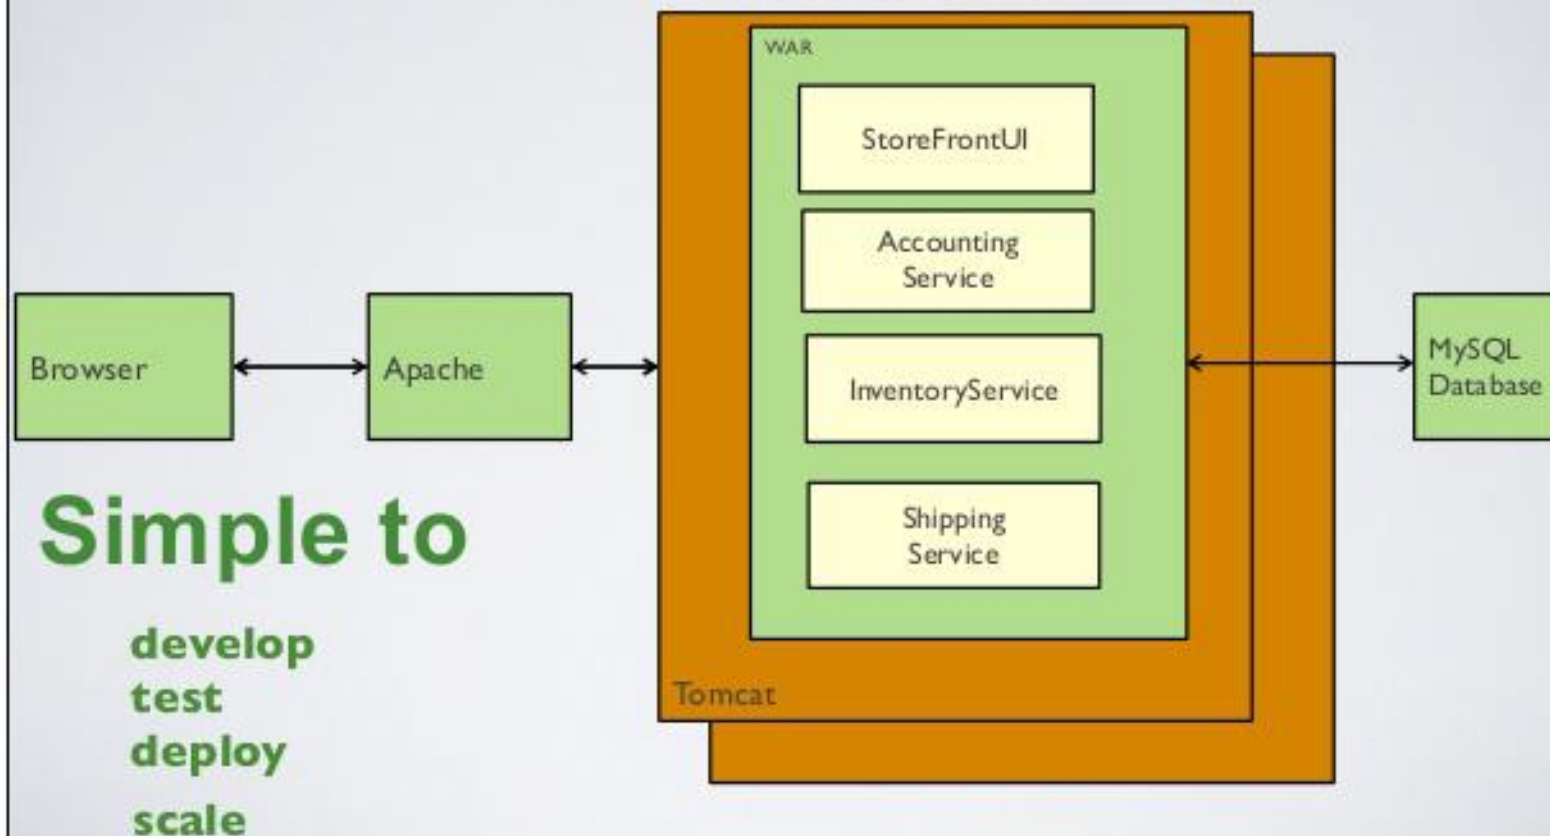 WAR
StoreFrontUI
Accounting
Service
InventoryService
Shipping
Service
Tomcat
Browser
Apache
MySQL
Database
Simple to
develop
test
deploy
scale